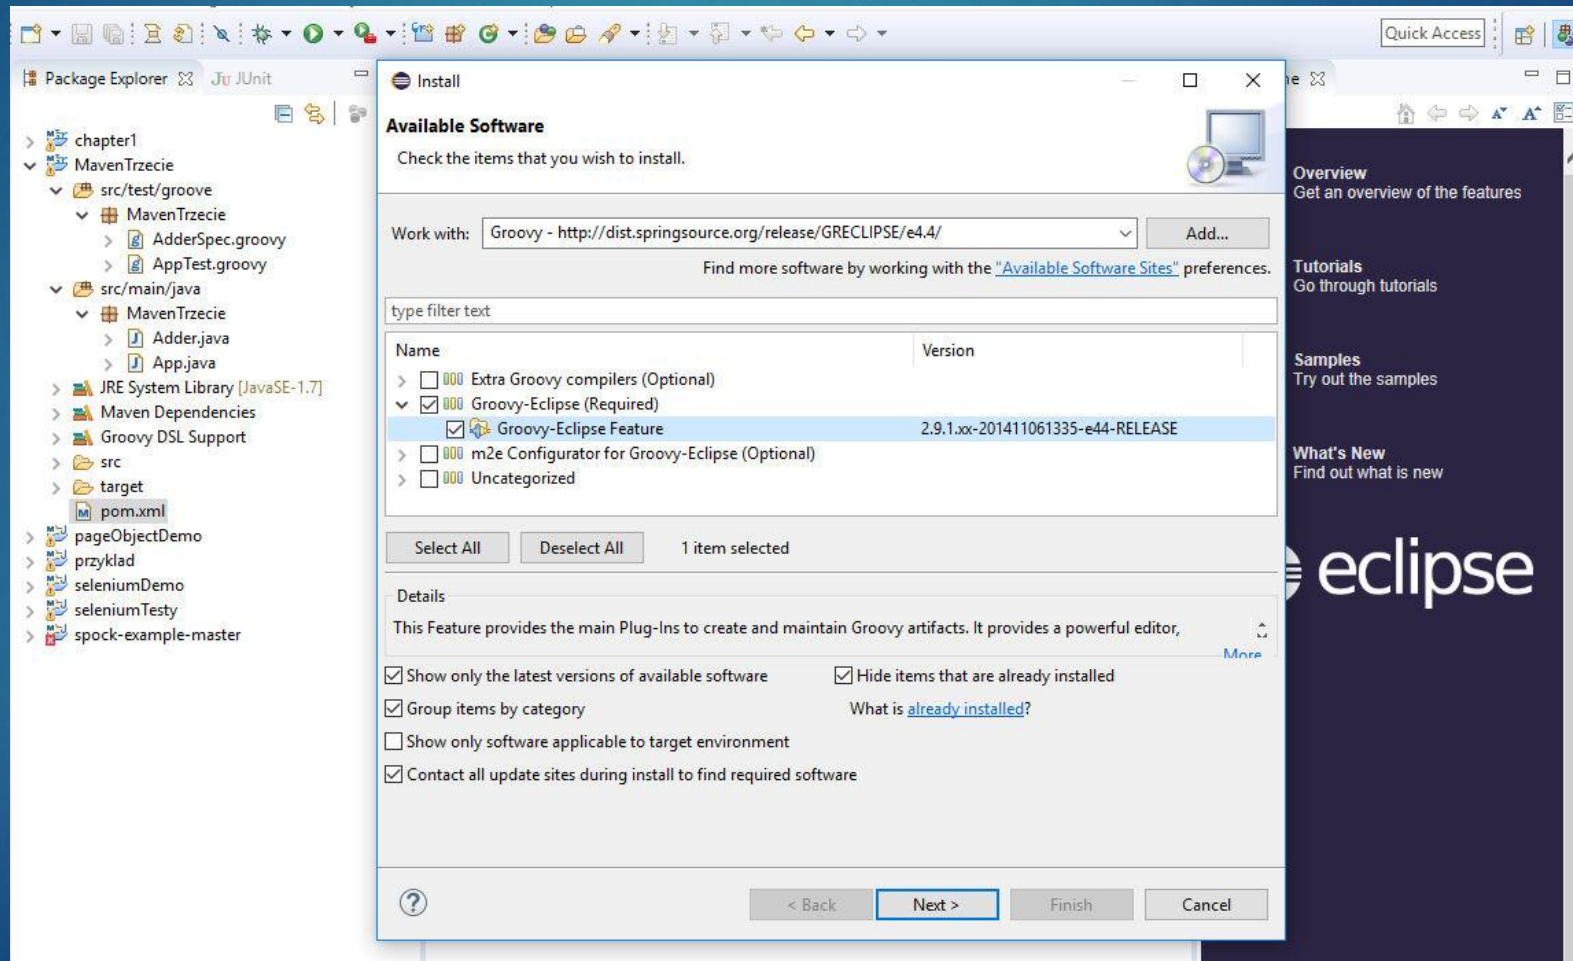 Quick Access
Package Explorer
Ju JUnit
chapter1
MavenTrzecie
src/test/groove
MavenTrzecie
AdderSpec.groovy
AppTest.groovy
src/main/java
MavenTrzecie
Adder.java
App.java
JRE System Library [JavaSE-1.7]
Maven Dependencies
Groovy DSL Support
src
target
pom.xml
pageObjectDemo
przyklad
seleniumDemo
seleniumTesty
spock-example-master
Install
Available Software
Check the items that you wish to install.
Work with: Groovy - http://dist.springsource.org/release/GRECLIPSE/e4.4/ Add...
Find more software by working with the "Available Software Sites" preferences.
type filter text
Name Version
Extra Groovy compilers (Optional)
Groovy-Eclipse (Required)
Groovy-Eclipse Feature 2.9.1.xx-201411061335-e44-RELEASE
m2e Configurator for Groovy-Eclipse (Optional)
Uncategorized
Select All Deselect All 1 item selected
Details
This Feature provides the main Plug-Ins to create and maintain Groovy artifacts. It provides a powerful editor,
More
Show only the latest versions of available software Hide items that are already installed
Group items by category What is already installed?
Show only software applicable to target environment
Contact all update sites during install to find required software
< Back Next > Finish Cancel
Overview
Get an overview of the features
Tutorials
Go through tutorials
Samples
Try out the samples
What's New
Find out what is new
eclipse